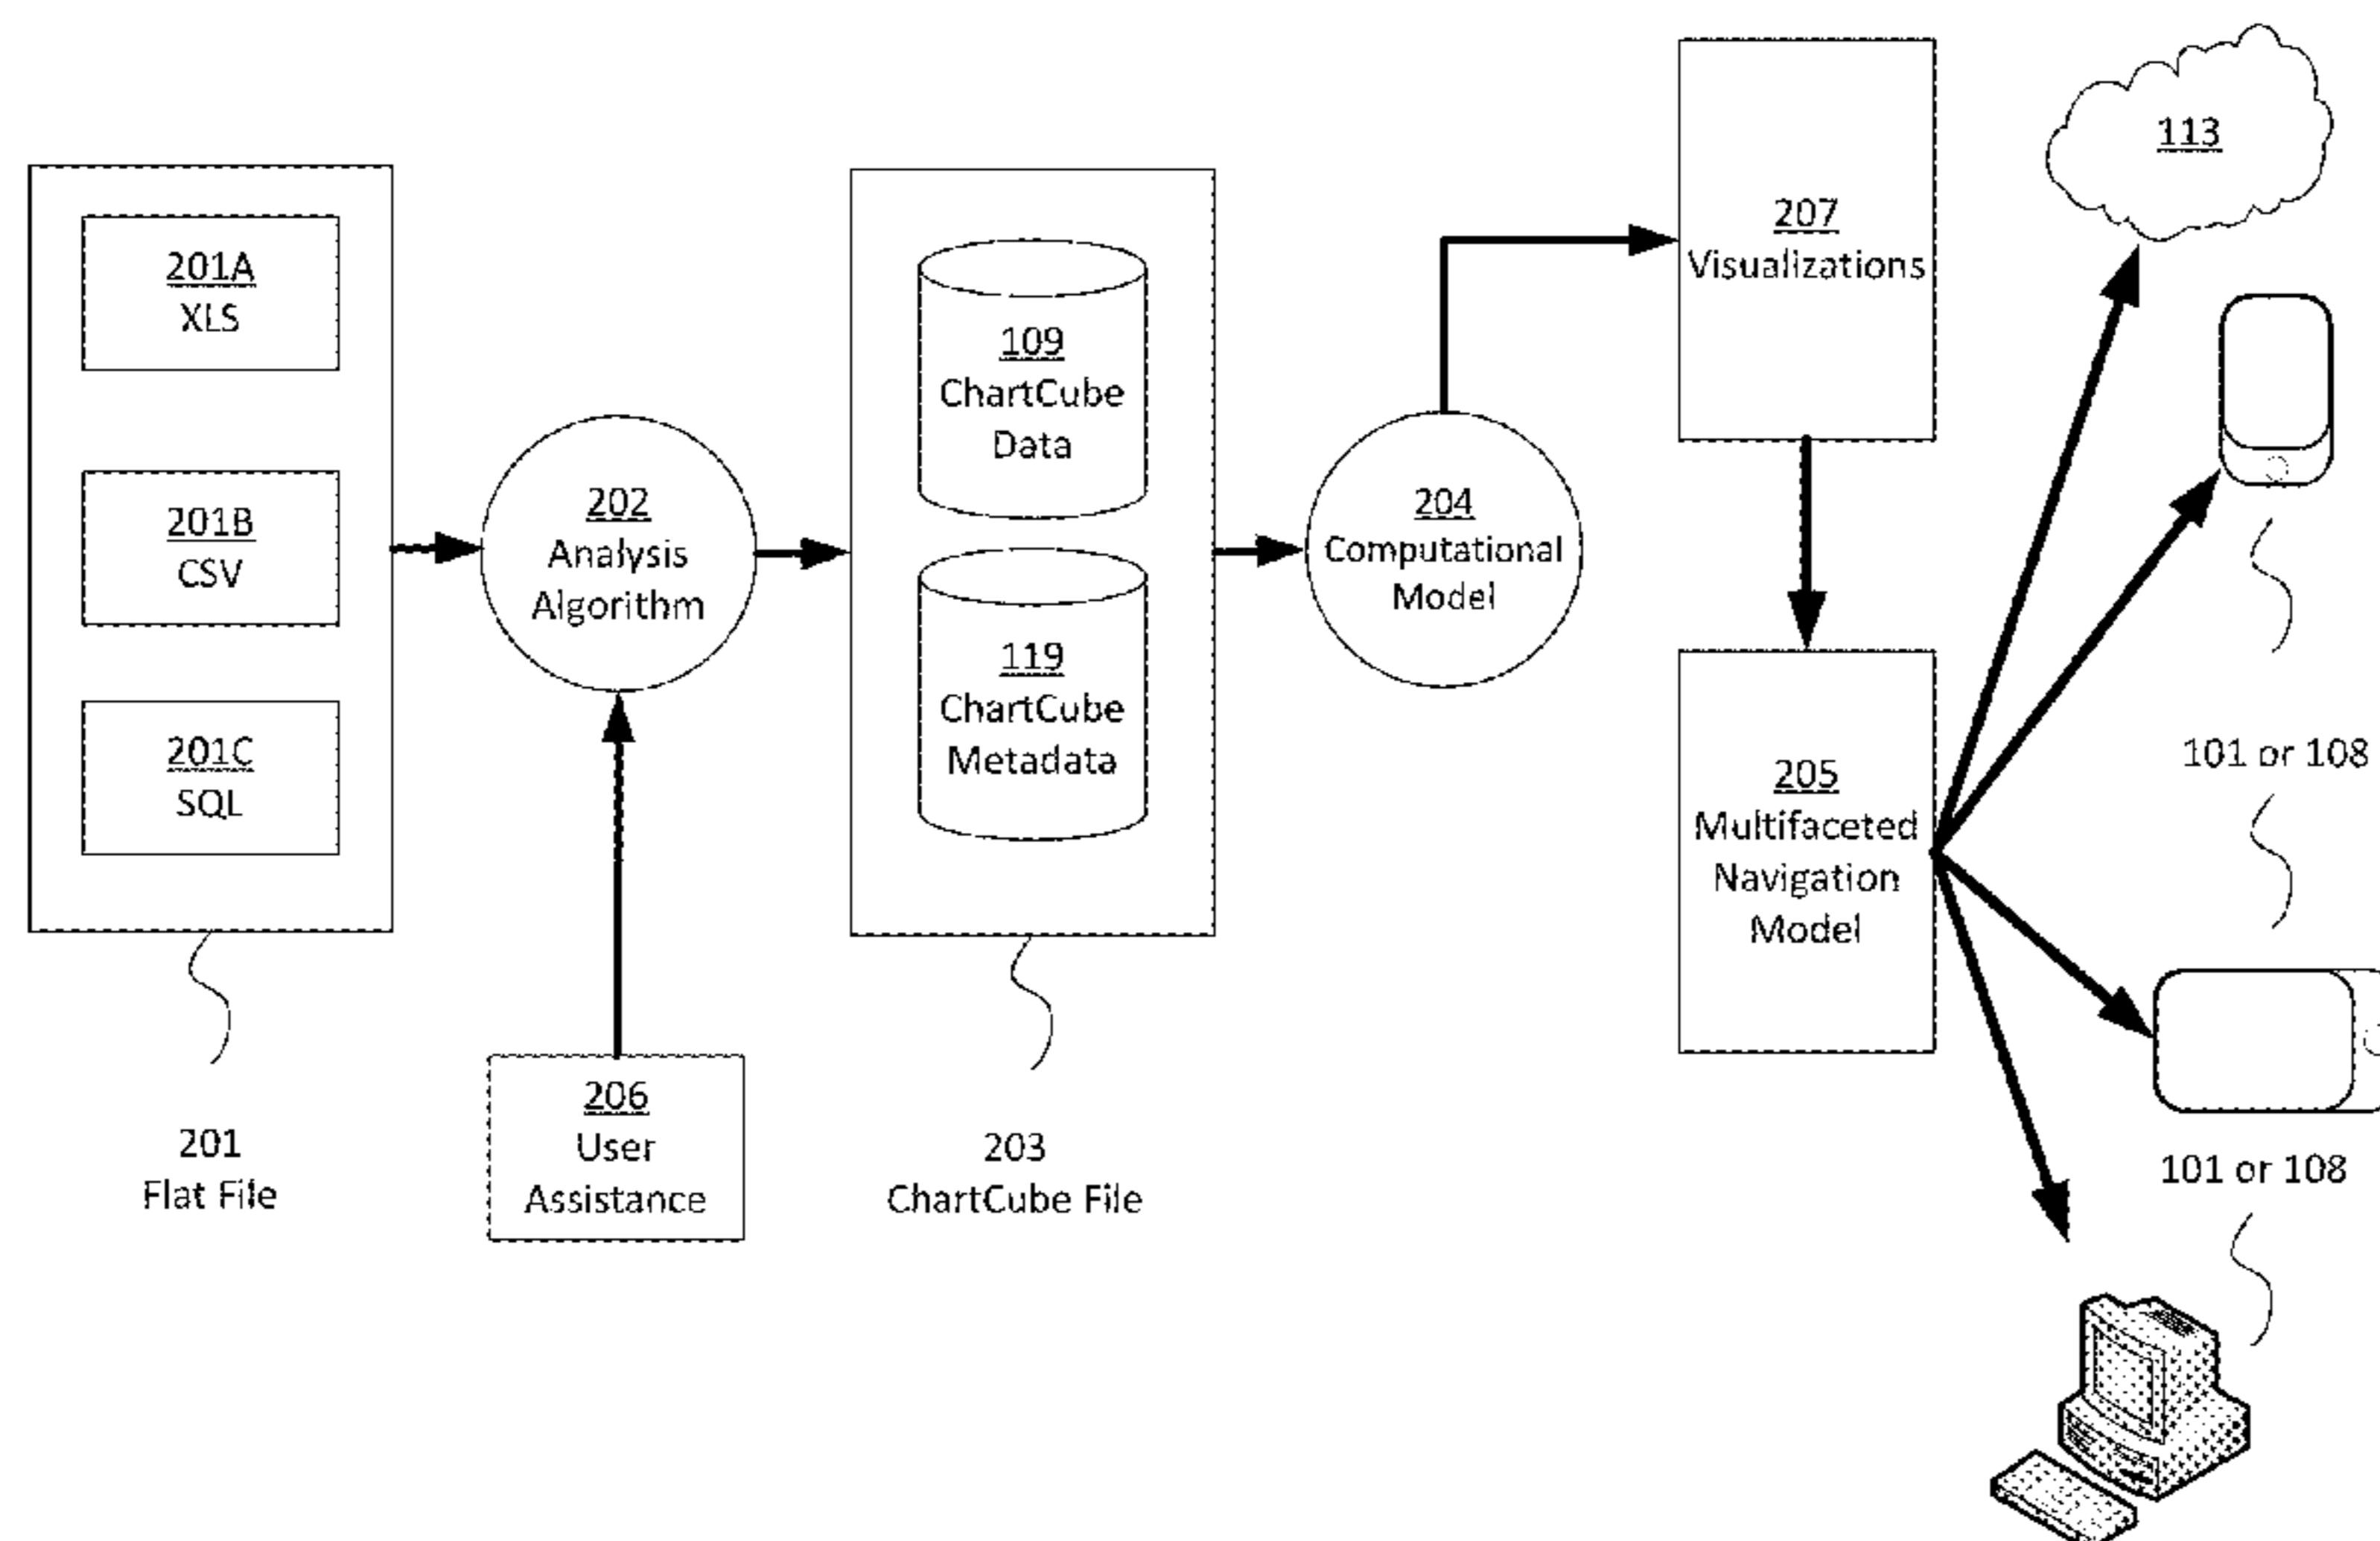 201A
XLS
201B
CSV
201C
SQL
201
Flat File
202
Analysis
Algorithm
206
User
Assistance
109
ChartCube
Data
119
ChartCube
Metadata
203
ChartCube File
204
Computational
Model
207
Visualizations
205
Multifaceted
Navigation
Model
113
101 or 108
101 or 108